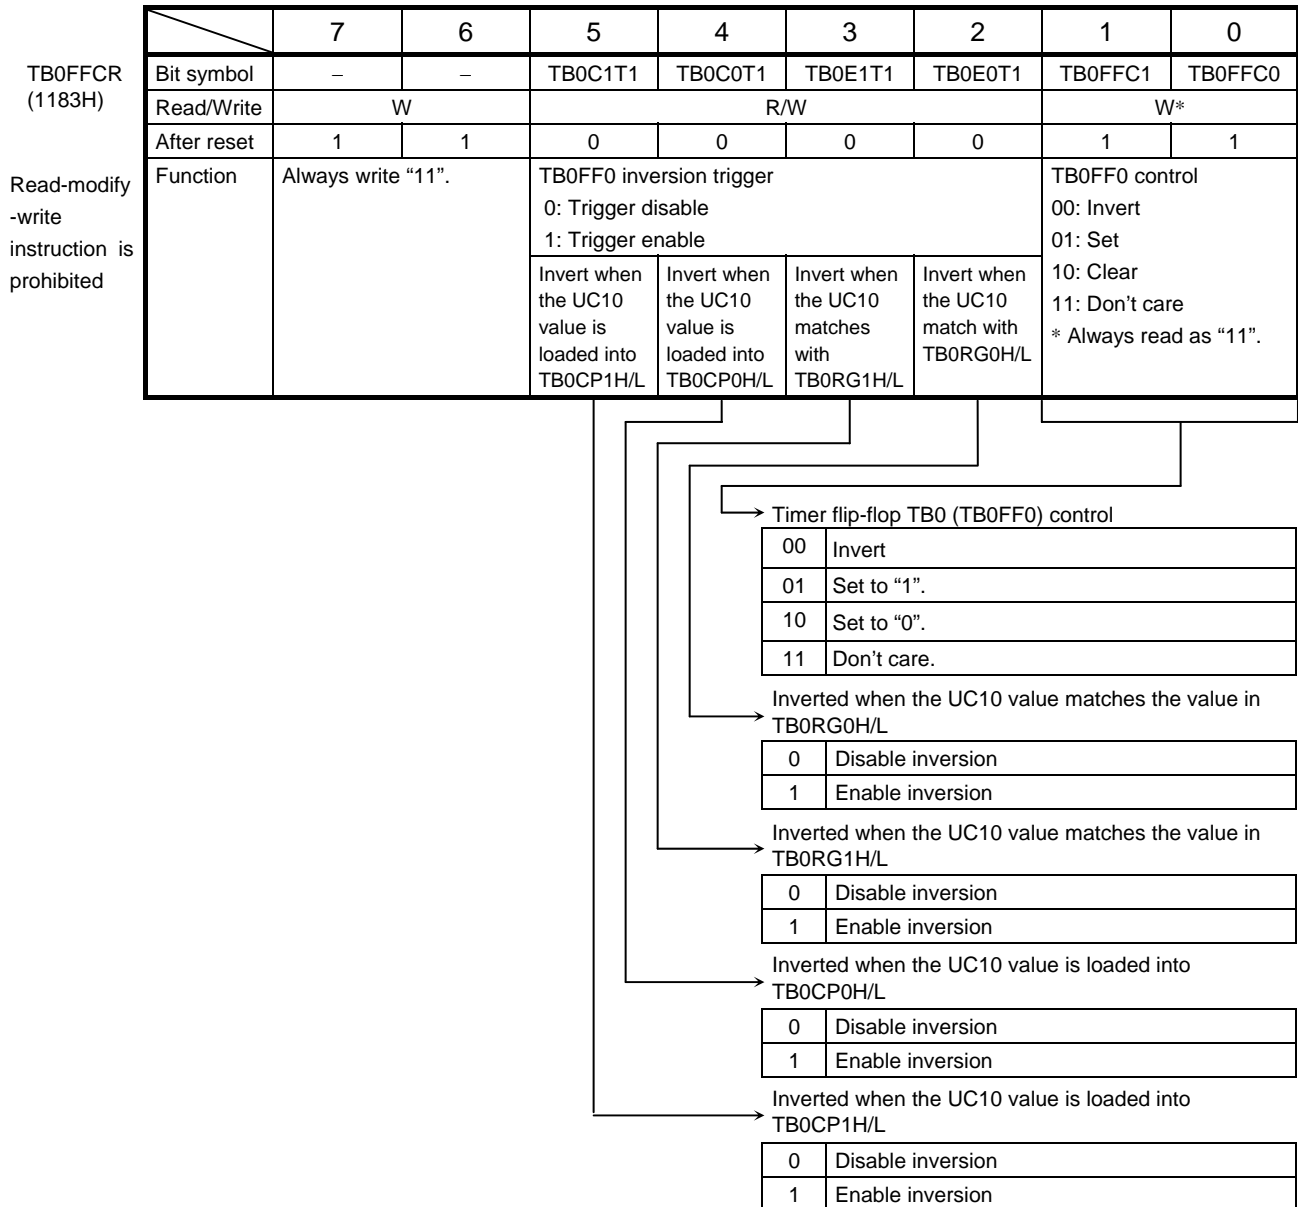 7 6 5 4 3 2 1 0
TB0FFCR
(1183H)
Bit symbol – – TB0C1T1 TB0C0T1 TB0E1T1 TB0E0T1 TB0FFC1 TB0FFC0
Read/Write W R/W W*
After reset 1 1 0 0 0 0 1 1
Read-modify
-write
instruction is
prohibited
Function
Always write “11”.
TB0FF0 inversion trigger
0: Trigger disable
1: Trigger enable
Invert when
the UC10
value is
loaded into
TB0CP1H/L
Invert when
the UC10
value is
loaded into
TB0CP0H/L
Invert when
the UC10
matches
with
TB0RG1H/L
Invert when
the UC10
match with
TB0RG0H/L
TB0FF0 control
00: Invert
01: Set
10: Clear
11: Don’t care
* Always read as “11”.
Timer flip-flop TB0 (TB0FF0) control
00 Invert
01 Set to “1”.
10 Set to “0”.
11 Don’t care.
Inverted when the UC10 value matches the value in
TB0RG0H/L
0 Disable inversion
1 Enable inversion
Inverted when the UC10 value matches the value in
TB0RG1H/L
0 Disable inversion
1 Enable inversion
Inverted when the UC10 value is loaded into
TB0CP0H/L
0 Disable inversion
1 Enable inversion
Inverted when the UC10 value is loaded into
TB0CP1H/L
0 Disable inversion
1 Enable inversion